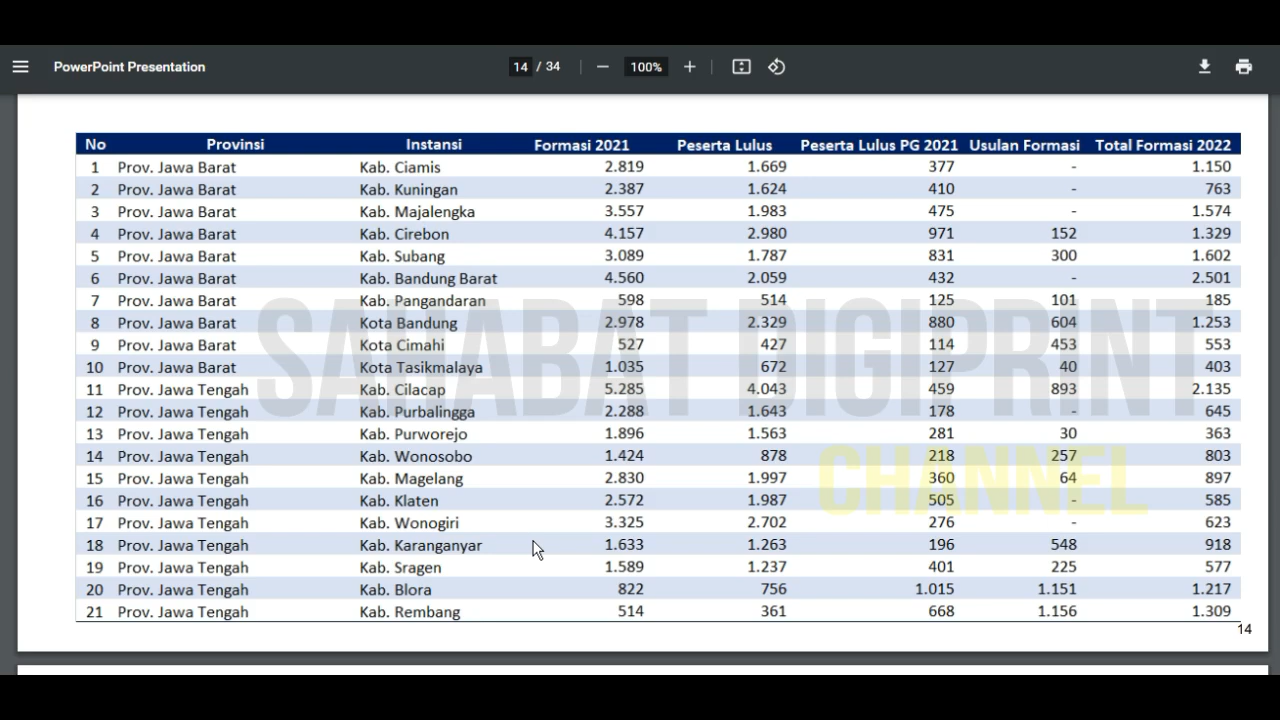 PowerPoint Presentation 14 / 34 100%
No Provinsi Instansi Formasi 2021 Peserta Lulus Peserta Lulus PG 2021 Usulan Formasi Total Formasi 2022
1 Prov. Jawa Barat Kab. Ciamis 2.819 1.669 377 - 1.150
2 Prov. Jawa Barat Kab. Kuningan 2.387 1.624 410 - 763
3 Prov. Jawa Barat Kab. Majalengka 3.557 1.983 475 - 1.574
4 Prov. Jawa Barat Kab. Cirebon 4.157 2.980 971 152 1.329
5 Prov. Jawa Barat Kab. Subang 3.089 1.787 831 300 1.602
6 Prov. Jawa Barat Kab. Bandung Barat 4.560 2.059 432 - 2.501
7 Prov. Jawa Barat Kab. Pangandaran 598 514 125 101 185
8 Prov. Jawa Barat Kota Bandung 2.978 2.329 880 604 1.253
9 Prov. Jawa Barat Kota Cimahi 527 427 114 453 553
10 Prov. Jawa Barat Kota Tasikmalaya 1.035 672 127 40 403
11 Prov. Jawa Tengah Kab. Cilacap 5.285 4.043 459 893 2.135
12 Prov. Jawa Tengah Kab. Purbalingga 2.288 1.643 178 - 645
13 Prov. Jawa Tengah Kab. Purworejo 1.896 1.563 281 30 363
14 Prov. Jawa Tengah Kab. Wonosobo 1.424 878 218 257 803
15 Prov. Jawa Tengah Kab. Magelang 2.830 1.997 360 64 897
16 Prov. Jawa Tengah Kab. Klaten 2.572 1.987 505 - 585
17 Prov. Jawa Tengah Kab. Wonogiri 3.325 2.702 276 - 623
18 Prov. Jawa Tengah Kab. Karanganyar 1.633 1.263 196 548 918
19 Prov. Jawa Tengah Kab. Sragen 1.589 1.237 401 225 577
20 Prov. Jawa Tengah Kab. Blora 822 756 1.015 1.151 1.217
21 Prov. Jawa Tengah Kab. Rembang 514 361 668 1.156 1.309
14
SAHABAT DIGIPRINT
CHANNEL